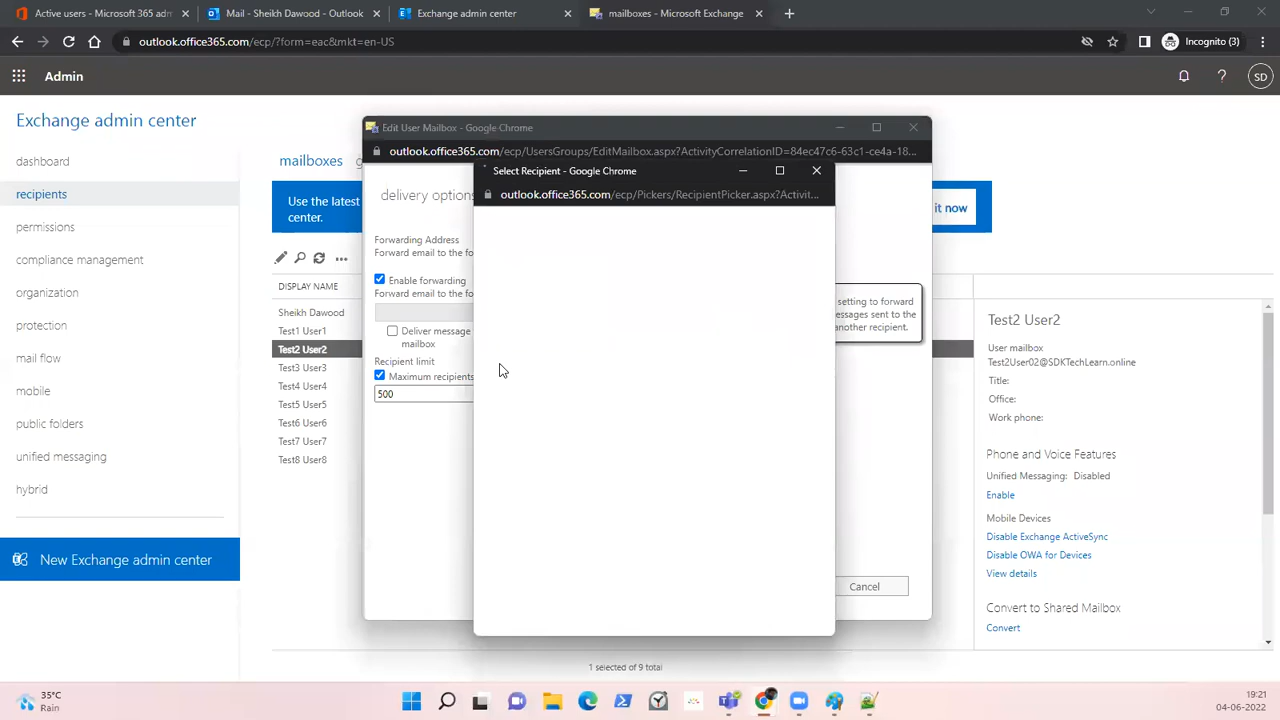 Active users - Microsoft 365 adm
Mail - Sheikh Dawood - Outlook
Exchange admin center
mailboxes - Microsoft Exchange
outlook.office365.com/ecp/?form=eac&mkt=en-US
Incognito (3)
Admin
SD
Exchange admin center
dashboard
recipients
permissions
compliance management
organization
protection
mail flow
mobile
public folders
unified messaging
hybrid
New Exchange admin center
mailboxes
Use the latest
center.
it now
DISPLAY NAME
Sheikh Dawood
Test1 User1
Test2 User2
Test3 User3
Test4 User4
Test5 User5
Test6 User6
Test7 User7
Test8 User8
1 selected of 9 total
Edit User Mailbox - Google Chrome
outlook.office365.com/ecp/UsersGroups/EditMailbox.aspx?ActivityCorrelationID=84ec47c6-63c1-ce4a-18...
delivery options
Forwarding Address
Forward email to the fo
Enable forwarding
Forward email to the fo
Deliver message
mailbox
Recipient limit
Maximum recipients
500
setting to forward
essages sent to the
another recipient.
Cancel
Select Recipient - Google Chrome
outlook.office365.com/ecp/Pickers/RecipientPicker.aspx?Activit...
Test2 User2
User mailbox
Test2User02@SDKTechLearn.online
Title:
Office:
Work phone:
Phone and Voice Features
Unified Messaging: Disabled
Enable
Mobile Devices
Disable Exchange ActiveSync
Disable OWA for Devices
View details
Convert to Shared Mailbox
Convert
35°C
Rain
19:21
04-06-2022